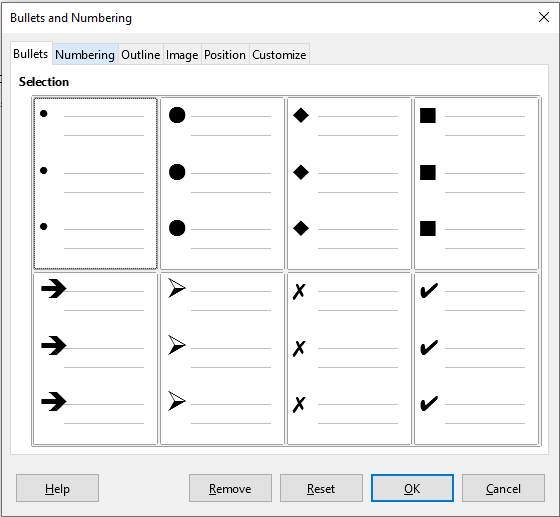 Bullets and Numbering
Bullets Numbering Outline Image Position Customize
Selection
Help Remove Reset OK Cancel